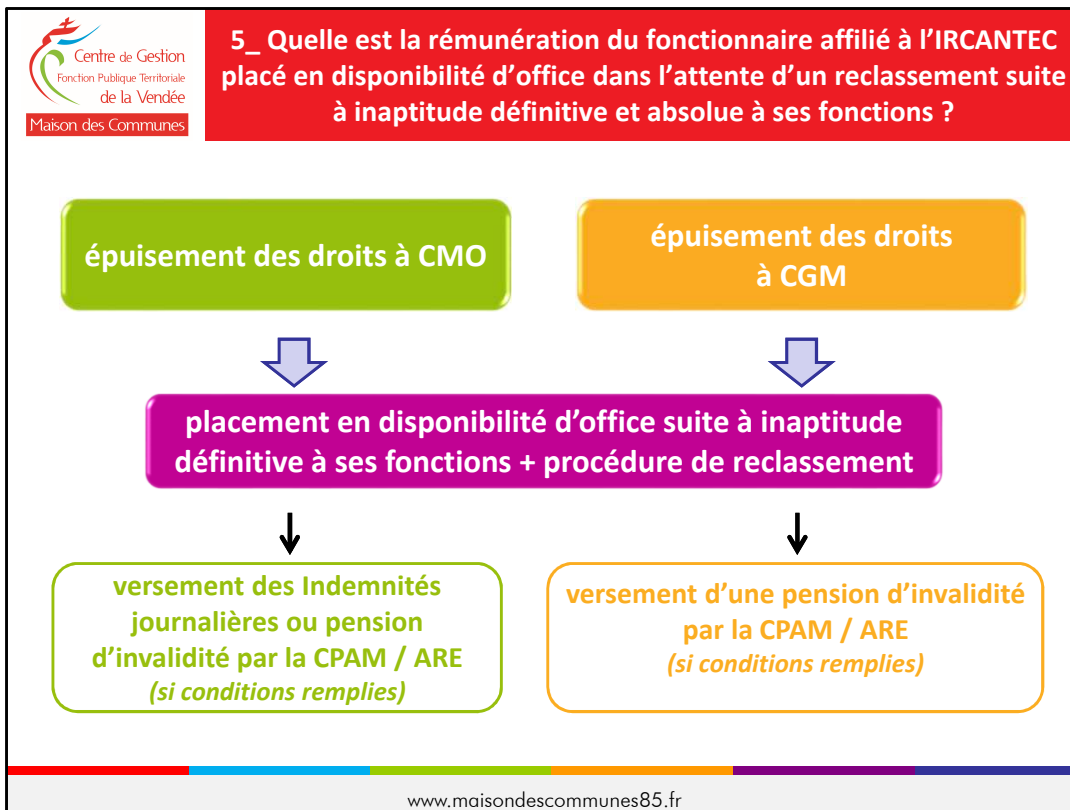 Centre de Gestion
Fonction Publique Territoriale
de la Vendée
Maison des Communes
5_ Quelle est la rémunération du fonctionnaire affilié à l’IRCANTEC
placé en disponibilité d’office dans l’attente d’un reclassement suite
à inaptitude définitive et absolue à ses fonctions ?
épuisement des droits à CMO
épuisement des droits
à CGM
placement en disponibilité d’office suite à inaptitude
définitive à ses fonctions + procédure de reclassement
versement des Indemnités
journalières ou pension
d’invalidité par la CPAM / ARE
(si conditions remplies)
versement d’une pension d’invalidité
par la CPAM / ARE
(si conditions remplies)
www.maisondescommunes85.fr